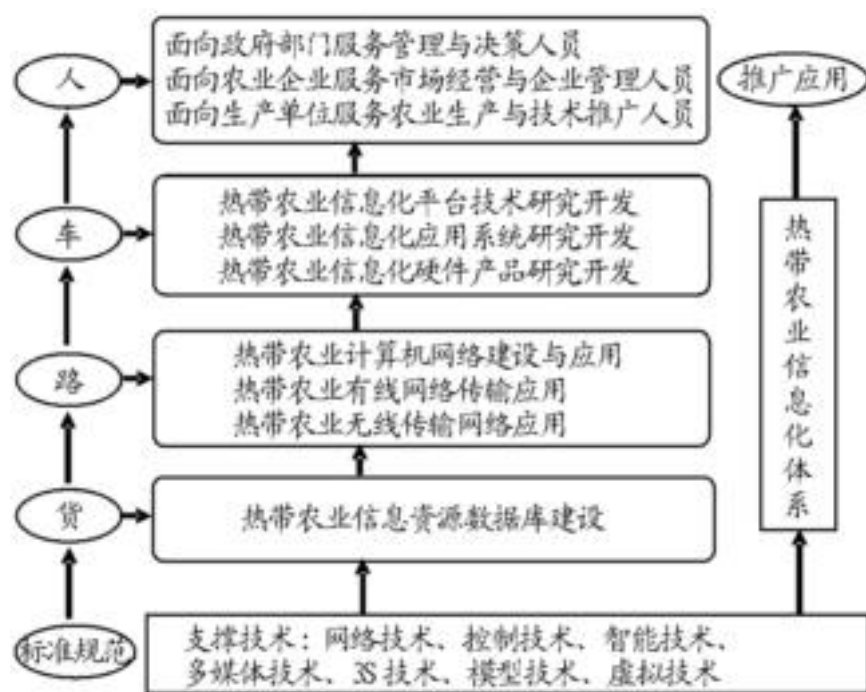 人
面向政府部门服务管理与决策人员
面向农业企业服务市场经营与企业管理人员
面向生产单位服务农业生产与技术推广人员
推广应用
车
热带农业信息化平台技术研究开发
热带农业信息化应用系统研究开发
热带农业信息化硬件产品研究开发
热带农业信息化体系
路
热带农业计算机网络建设与应用
热带农业有线网络传输应用
热带农业无线传输网络应用
货
热带农业信息资源数据库建设
标准规范
支撑技术：网络技术、控制技术、智能技术、
多媒体技术、3S技术、模型技术、虚拟技术